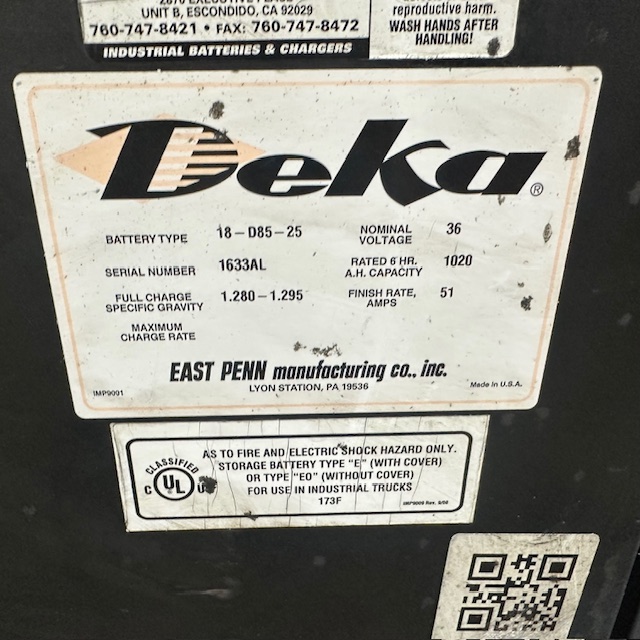 UNIT B, ESCONDIDO, CA 92029
760-747-8421 • FAX: 760-747-8472
INDUSTRIAL BATTERIES & CHARGERS
reproductive harm.
WASH HANDS AFTER
HANDLING!
Deka®
BATTERY TYPE 18-D85-25
NOMINAL VOLTAGE 36
SERIAL NUMBER 1633AL
RATED 6 HR. A.H. CAPACITY 1020
FULL CHARGE SPECIFIC GRAVITY 1.280-1.295
FINISH RATE, AMPS 51
MAXIMUM CHARGE RATE
EAST PENN manufacturing co., inc.
LYON STATION, PA 19536
IMP9001
Made in U.S.A.
CLASSIFIED
C UL US
AS TO FIRE AND ELECTRIC SHOCK HAZARD ONLY.
STORAGE BATTERY TYPE "E" (WITH COVER)
OR TYPE "EO" (WITHOUT COVER)
FOR USE IN INDUSTRIAL TRUCKS
173F